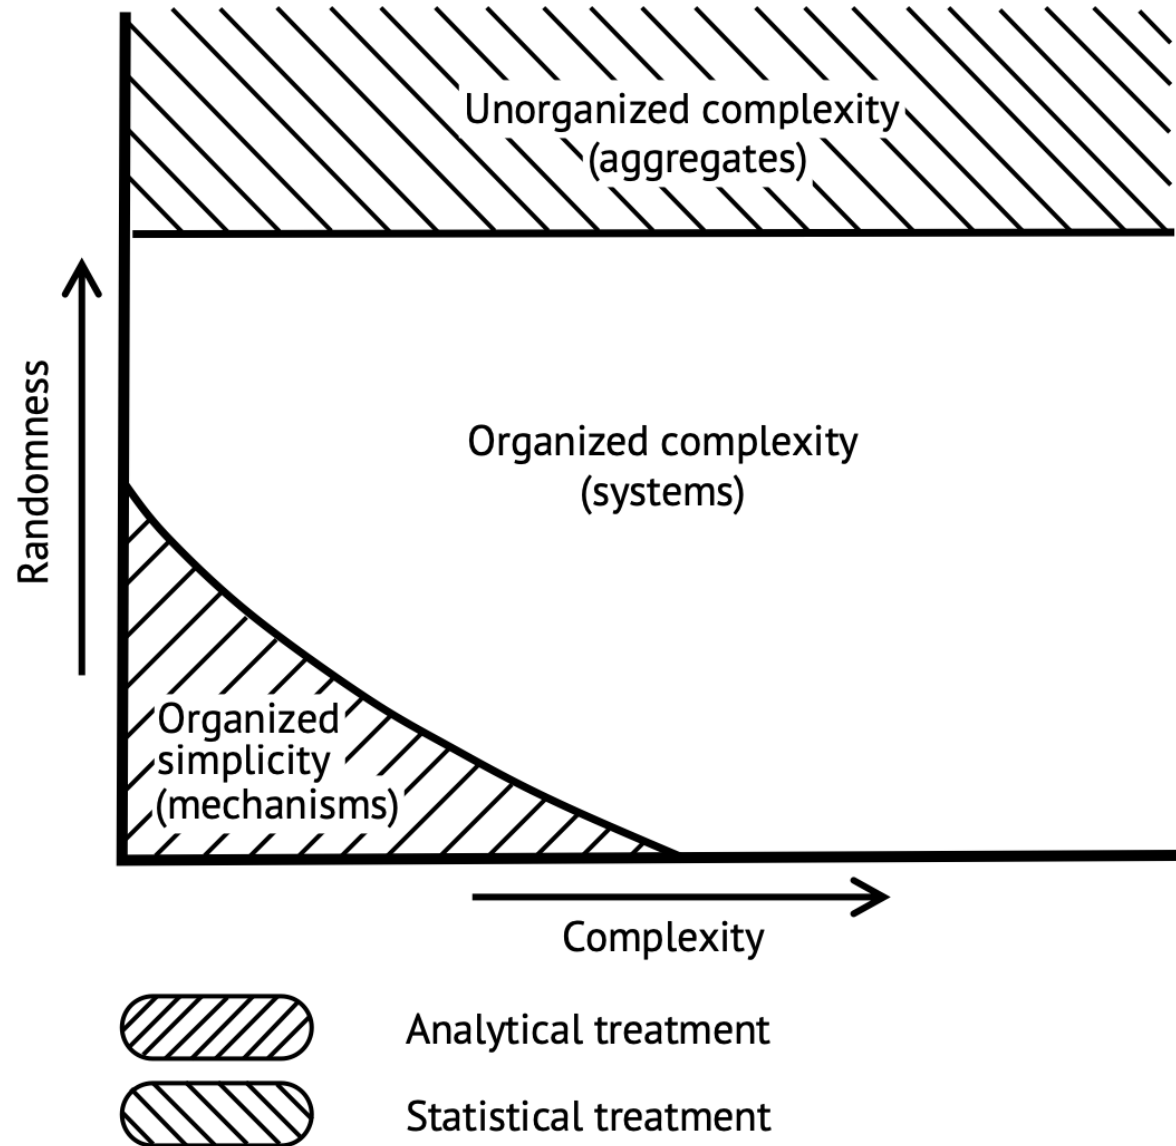 Unorganized complexity
(aggregates)
Randomness
Organized complexity
(systems)
Organized
simplicity
(mechanisms)
Complexity
Analytical treatment
Statistical treatment